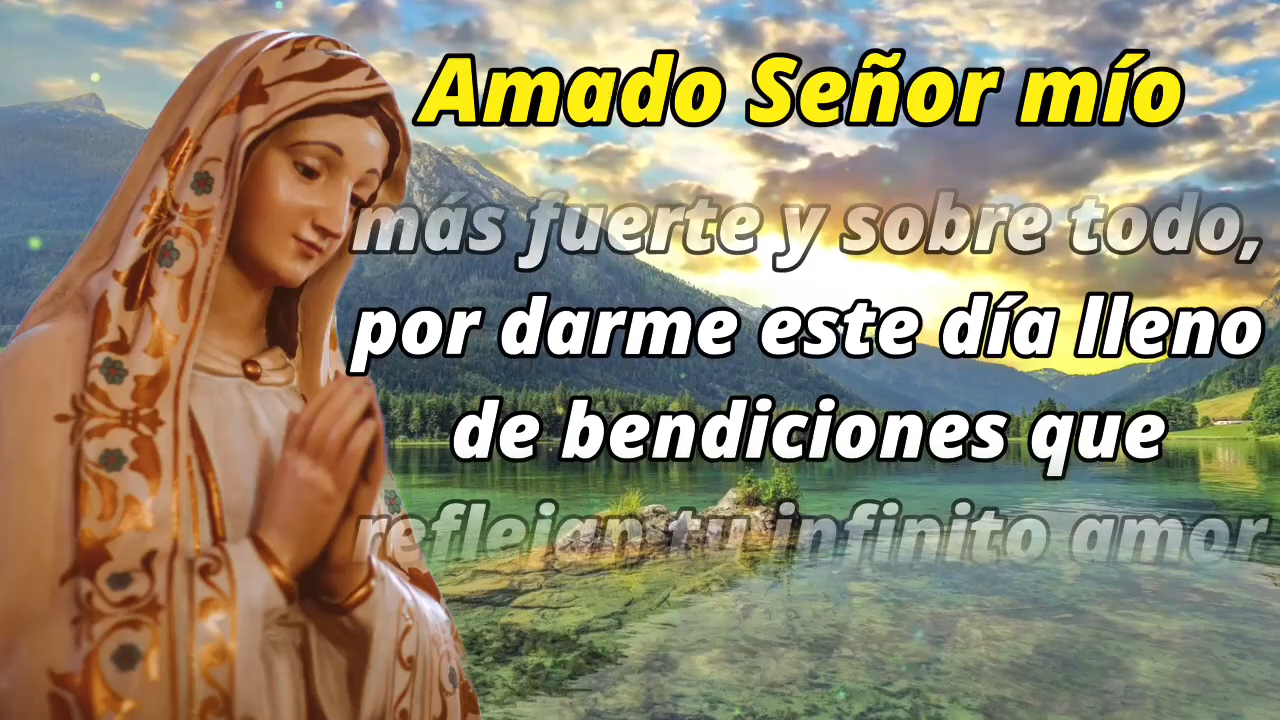 Amado Señor mío
más fuerte y sobre todo,
por darme este día lleno
de bendiciones que
reflejan tu infinito amor